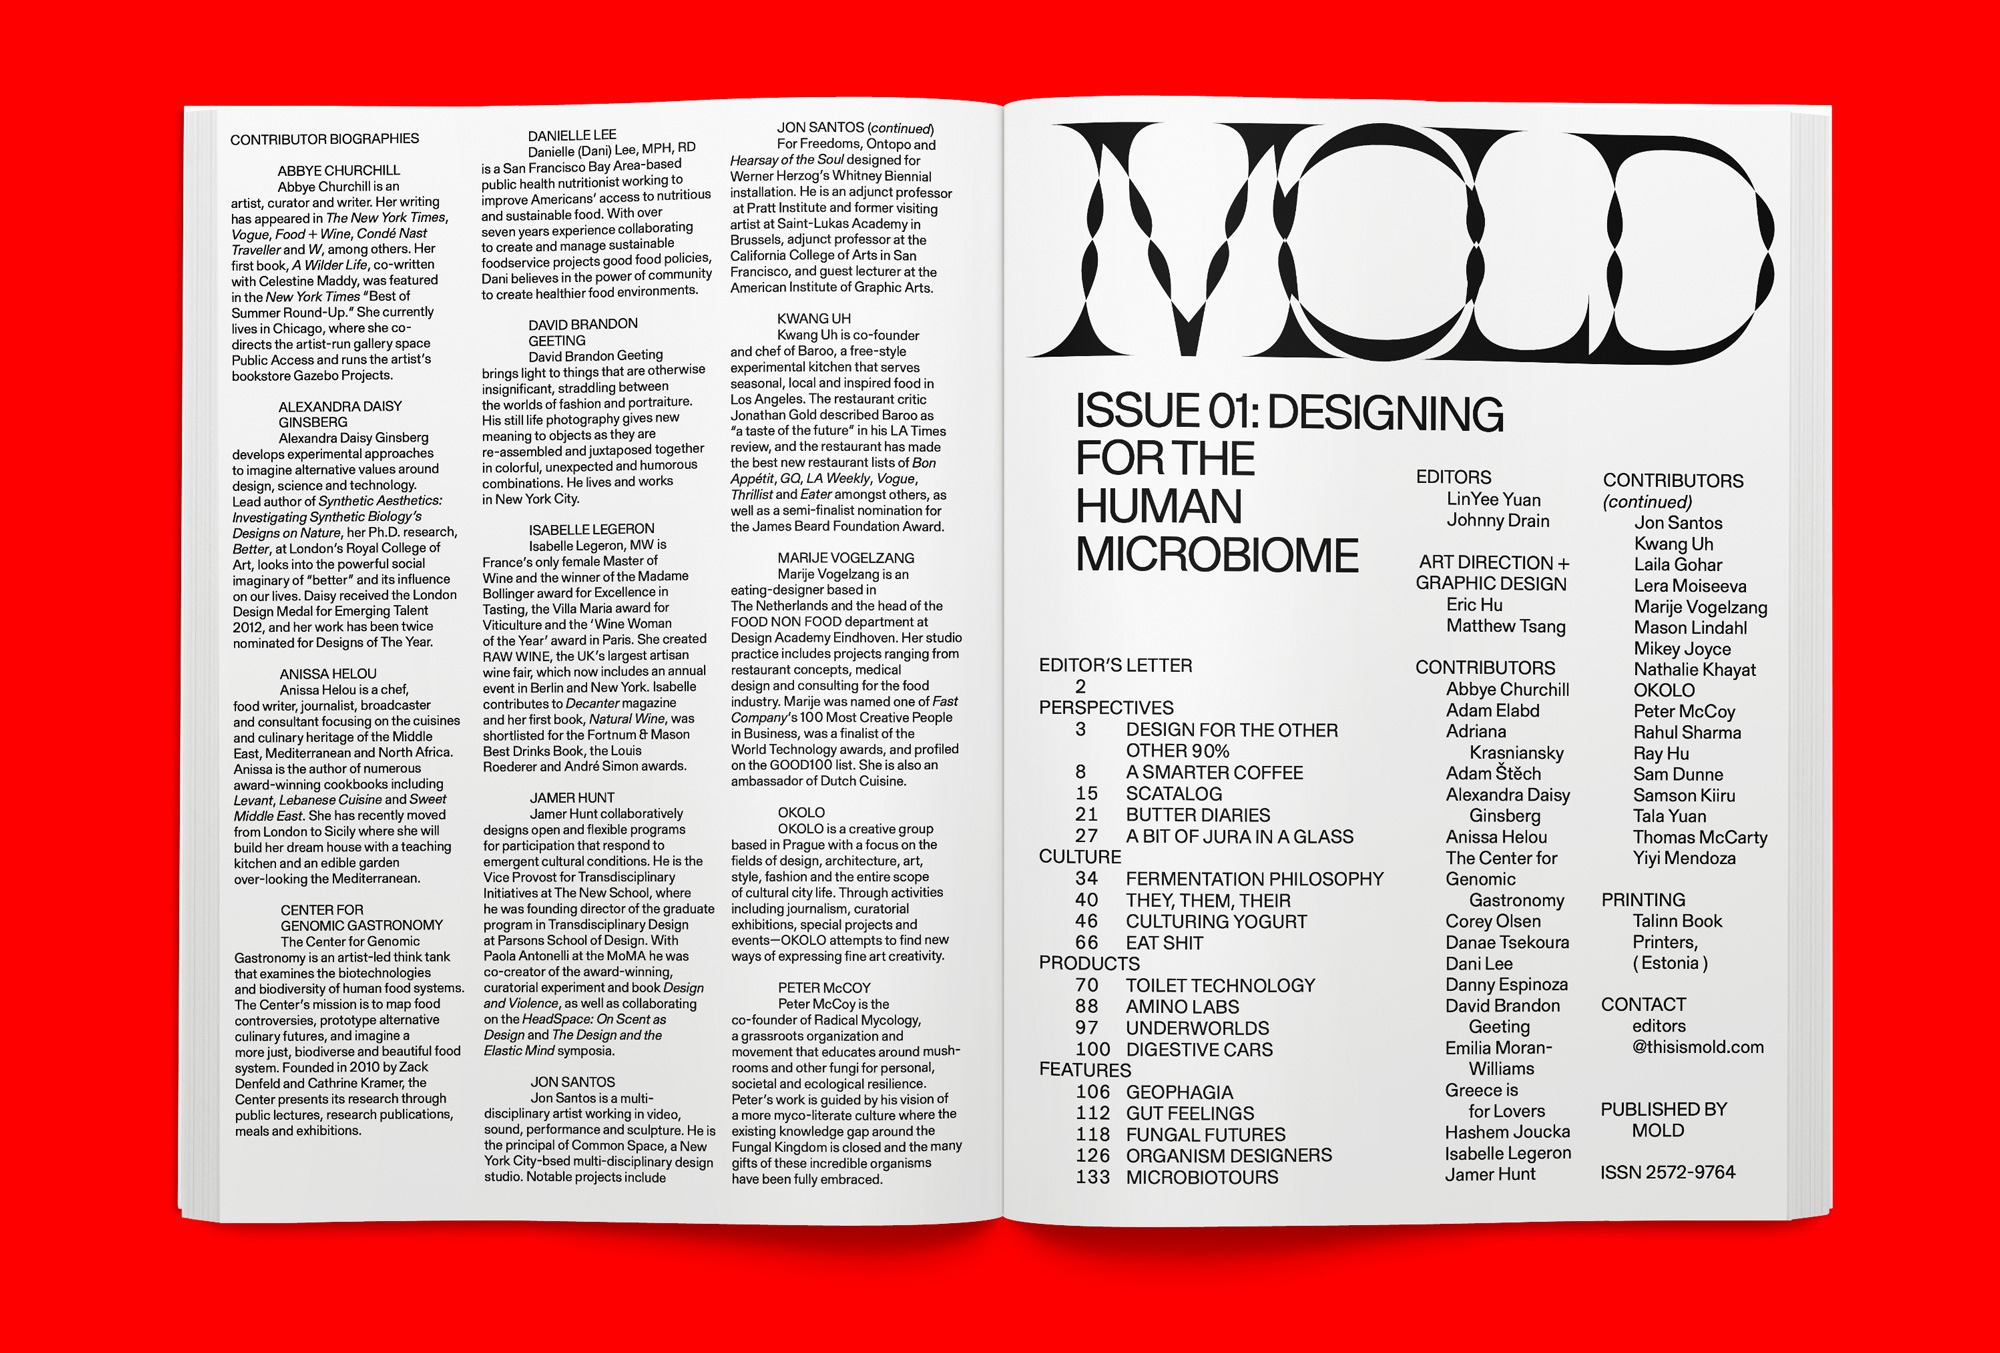 CONTRIBUTOR BIOGRAPHIES
ABBYE CHURCHILL
Abbye Churchill is an
artist, curator and writer. Her writing
has appeared in The New York Times,
Vogue, Food + Wine, Condé Nast
Traveller and W, among others. Her
first book, A Wilder Life, co-written
with Celestine Maddy, was featured
in the New York Times “Best of
Summer Round-Up.” She currently
lives in Chicago, where she co-
directs the artist-run gallery space
Public Access and runs the artist’s
bookstore Gazebo Projects.
ALEXANDRA DAISY
GINSBERG
Alexandra Daisy Ginsberg
develops experimental approaches
to imagine alternative values around
design, science and technology.
Lead author of Synthetic Aesthetics:
Investigating Synthetic Biology’s
Designs on Nature, her Ph.D. research,
Better, at London’s Royal College of
Art, looks into the powerful social
imaginary of “better” and its influence
on our lives. Daisy received the London
Design Medal for Emerging Talent
2012, and her work has been twice
nominated for Designs of The Year.
ANISSA HELOU
Anissa Helou is a chef,
food writer, journalist, broadcaster
and consultant focusing on the cuisines
and culinary heritage of the Middle
East, Mediterranean and North Africa.
Anissa is the author of numerous
award-winning cookbooks including
Levant, Lebanese Cuisine and Sweet
Middle East. She has recently moved
from London to Sicily where she will
build her dream house with a teaching
kitchen and an edible garden
over-looking the Mediterranean.
CENTER FOR
GENOMIC GASTRONOMY
The Center for Genomic
Gastronomy is an artist-led think tank
that examines the biotechnologies
and biodiversity of human food systems.
The Center’s mission is to map food
controversies, prototype alternative
culinary futures, and imagine a
more just, biodiverse and beautiful food
system. Founded in 2010 by Zack
Denfeld and Cathrine Kramer, the
Center presents its research through
public lectures, research publications,
meals and exhibitions.
DANIELLE LEE
Danielle (Dani) Lee, MPH, RD
is a San Francisco Bay Area-based
public health nutritionist working to
improve Americans’ access to nutritious
and sustainable food. With over
seven years experience collaborating
to create and manage sustainable
foodservice projects good food policies,
Dani believes in the power of community
to create healthier food environments.
DAVID BRANDON
GEETING
David Brandon Geeting
brings light to things that are otherwise
insignificant, straddling between
the worlds of fashion and portraiture.
His still life photography gives new
meaning to objects as they are
re-assembled and juxtaposed together
in colorful, unexpected and humorous
combinations. He lives and works
in New York City.
ISABELLE LEGERON
Isabelle Legeron, MW is
France’s only female Master of
Wine and the winner of the Madame
Bollinger award for Excellence in
Tasting, the Villa Maria award for
Viticulture and the ‘Wine Woman
of the Year’ award in Paris. She created
RAW WINE, the UK’s largest artisan
wine fair, which now includes an annual
event in Berlin and New York. Isabelle
contributes to Decanter magazine
and her first book, Natural Wine, was
shortlisted for the Fortnum & Mason
Best Drinks Book, the Louis
Roederer and André Simon awards.
JAMER HUNT
Jamer Hunt collaboratively
designs open and flexible programs
for participation that respond to
emergent cultural conditions. He is the
Vice Provost for Transdisciplinary
Initiatives at The New School, where
he was founding director of the graduate
program in Transdisciplinary Design
at Parsons School of Design. With
Paola Antonelli at the MoMA he was
co-creator of the award-winning,
curatorial experiment and book Design
and Violence, as well as collaborating
on the HeadSpace: On Scent as
Design and The Design and the
Elastic Mind symposia.
JON SANTOS
Jon Santos is a multi-
disciplinary artist working in video,
sound, performance and sculpture. He is
the principal of Common Space, a New
York City-bsed multi-disciplinary design
studio. Notable projects include
JON SANTOS (continued)
For Freedoms, Ontopo and
Hearsay of the Soul designed for
Werner Herzog’s Whitney Biennial
installation. He is an adjunct professor
at Pratt Institute and former visiting
artist at Saint-Lukas Academy in
Brussels, adjunct professor at the
California College of Arts in San
Francisco, and guest lecturer at the
American Institute of Graphic Arts.
KWANG UH
Kwang Uh is co-founder
and chef of Baroo, a free-style
experimental kitchen that serves
seasonal, local and inspired food in
Los Angeles. The restaurant critic
Jonathan Gold described Baroo as
“a taste of the future” in his LA Times
review, and the restaurant has made
the best new restaurant lists of Bon
Appétit, GQ, LA Weekly, Vogue,
Thrillist and Eater amongst others, as
well as a semi-finalist nomination for
the James Beard Foundation Award.
MARIJE VOGELZANG
Marije Vogelzang is an
eating-designer based in
The Netherlands and the head of the
FOOD NON FOOD department at
Design Academy Eindhoven. Her studio
practice includes projects ranging from
restaurant concepts, medical
design and consulting for the food
industry. Marije was named one of Fast
Company’s 100 Most Creative People
in Business, was a finalist of the
World Technology awards, and profiled
on the GOOD100 list. She is also an
ambassador of Dutch Cuisine.
OKOLO
OKOLO is a creative group
based in Prague with a focus on the
fields of design, architecture, art,
style, fashion and the entire scope
of cultural city life. Through activities
including journalism, curatorial
exhibitions, special projects and
events—OKOLO attempts to find new
ways of expressing fine art creativity.
PETER McCOY
Peter McCoy is the
co-founder of Radical Mycology,
a grassroots organization and
movement that educates around mush-
rooms and other fungi for personal,
societal and ecological resilience.
Peter’s work is guided by his vision of
a more myco-literate culture where the
existing knowledge gap around the
Fungal Kingdom is closed and the many
gifts of these incredible organisms
have been fully embraced.
MOLD
ISSUE 01: DESIGNING
FOR THE
HUMAN
MICROBIOME
EDITOR’S LETTER
2
PERSPECTIVES
3 DESIGN FOR THE OTHER
OTHER 90%
8 A SMARTER COFFEE
15 SCATALOG
21 BUTTER DIARIES
27 A BIT OF JURA IN A GLASS
CULTURE
34 FERMENTATION PHILOSOPHY
40 THEY, THEM, THEIR
46 CULTURING YOGURT
66 EAT SHIT
PRODUCTS
70 TOILET TECHNOLOGY
88 AMINO LABS
97 UNDERWORLDS
100 DIGESTIVE CARS
FEATURES
106 GEOPHAGIA
112 GUT FEELINGS
118 FUNGAL FUTURES
126 ORGANISM DESIGNERS
133 MICROBIOTOURS
EDITORS
LinYee Yuan
Johnny Drain
ART DIRECTION +
GRAPHIC DESIGN
Eric Hu
Matthew Tsang
CONTRIBUTORS
Abbye Churchill
Adam Elabd
Adriana
Krasniansky
Adam Štěch
Alexandra Daisy
Ginsberg
Anissa Helou
The Center for
Genomic
Gastronomy
Corey Olsen
Danae Tsekoura
Dani Lee
Danny Espinoza
David Brandon
Geeting
Emilia Moran-
Williams
Greece is
for Lovers
Hashem Joucka
Isabelle Legeron
Jamer Hunt
CONTRIBUTORS
(continued)
Jon Santos
Kwang Uh
Laila Gohar
Lera Moiseeva
Marije Vogelzang
Mason Lindahl
Mikey Joyce
Nathalie Khayat
OKOLO
Peter McCoy
Rahul Sharma
Ray Hu
Sam Dunne
Samson Kiiru
Tala Yuan
Thomas McCarty
Yiyi Mendoza
PRINTING
Talinn Book
Printers,
( Estonia )
CONTACT
editors
@thisismold.com
PUBLISHED BY
MOLD
ISSN 2572-9764